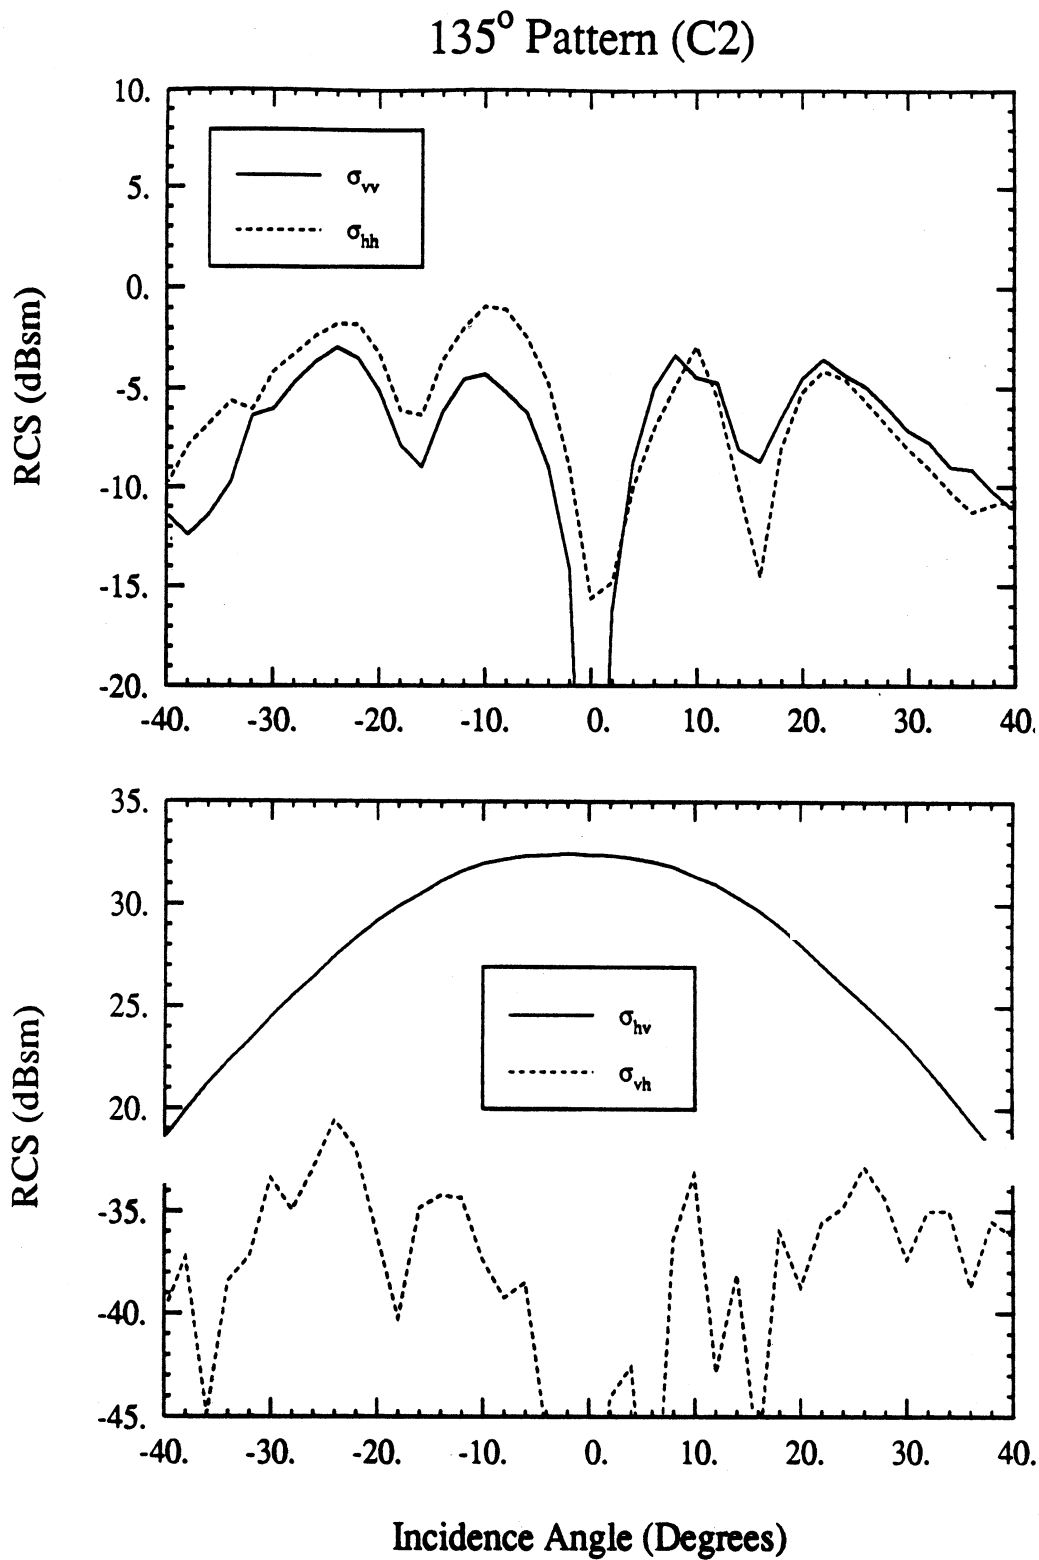 135° Pattern (C2)
10.
5.
0.
-5.
-10.
-15.
-20.
RCS (dBsm)
σvv
σhh
-40. -30. -20. -10. 0. 10. 20. 30. 40.
35.
30.
25.
20.
-35.
-40.
-45.
RCS (dBsm)
σhv
σvh
-40. -30. -20. -10. 0. 10. 20. 30. 40.
Incidence Angle (Degrees)